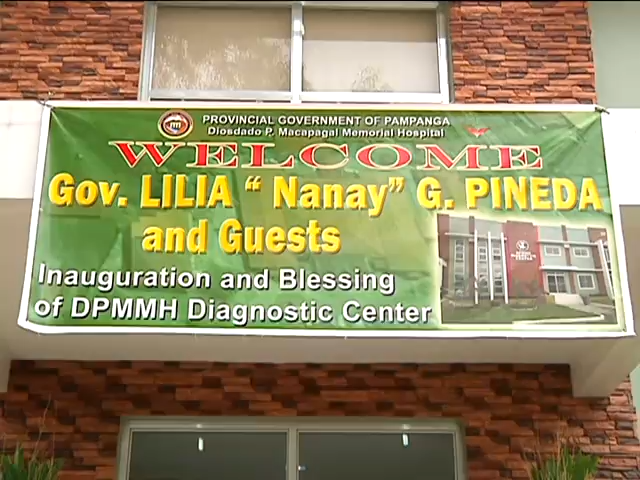 PROVINCIAL GOVERNMENT OF PAMPANGA
Diosdado P. Macapagal Memorial Hospital
WELCOME
Gov. LILIA “ Nanay” G. PINEDA
and Guests
Inauguration and Blessing
of DPMMH Diagnostic Center